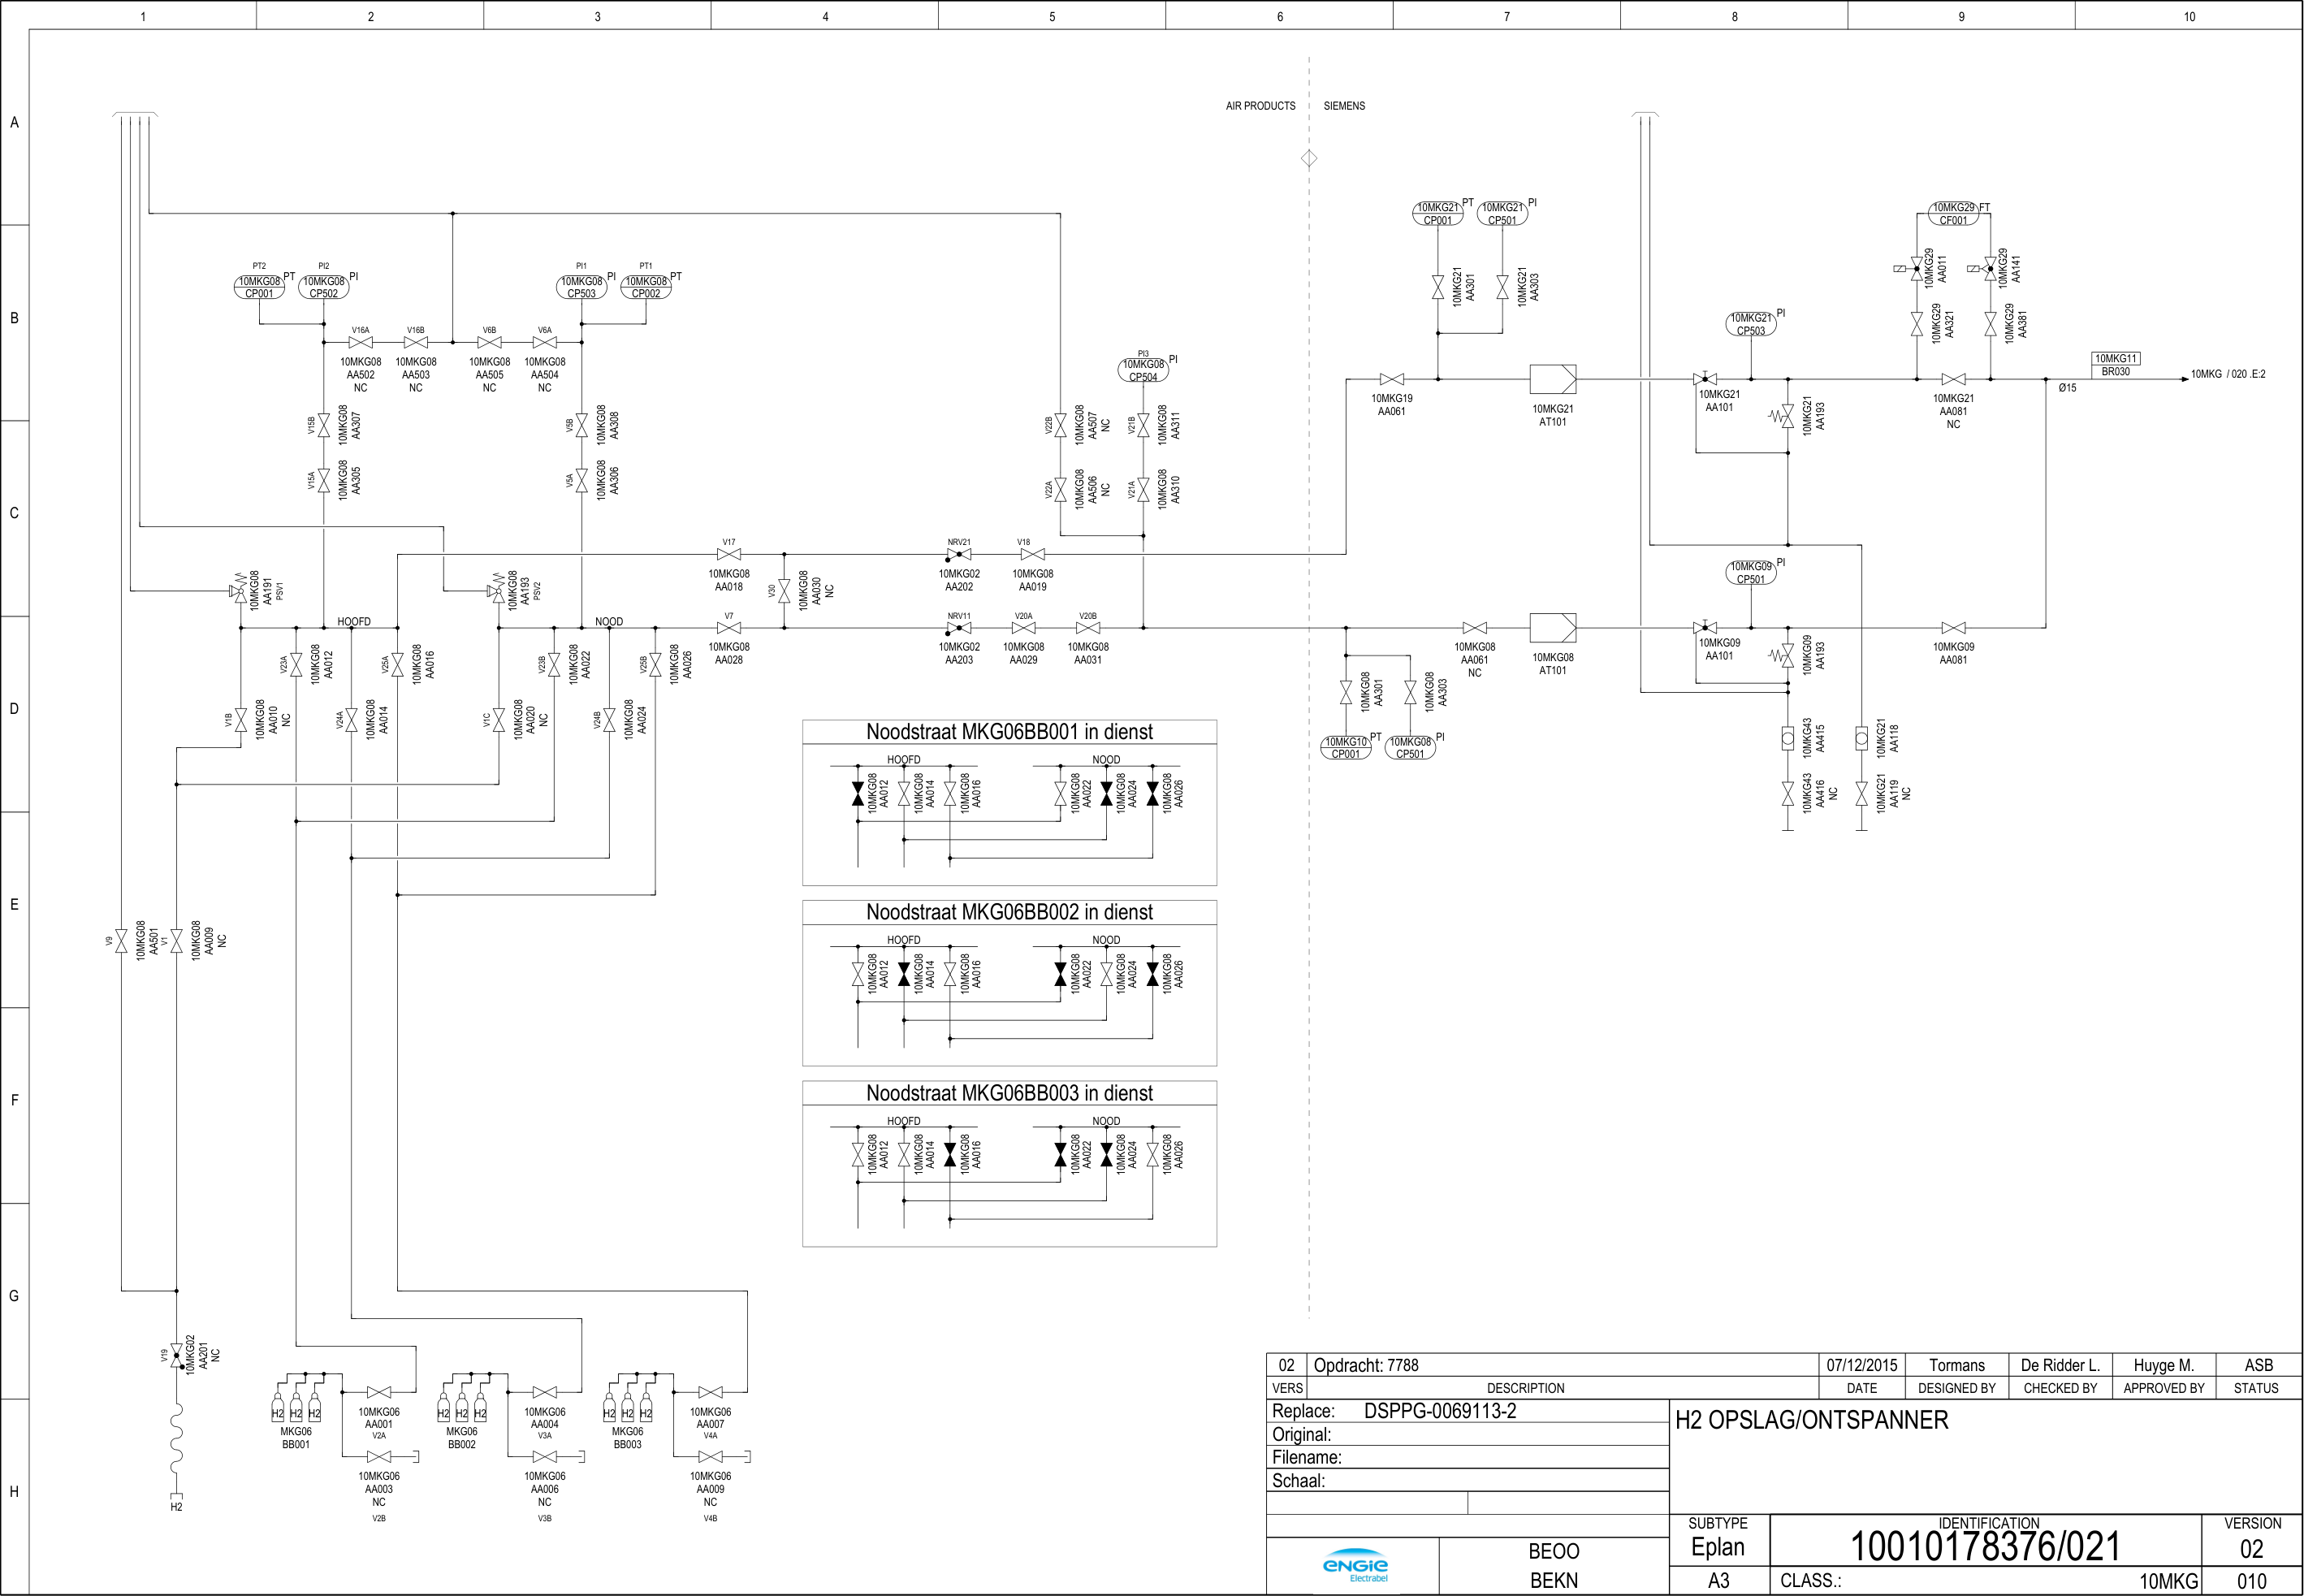 1 2 3 4 5 6 7 8 9 10
A
B
C
D
E
F
G
H
AIR PRODUCTS
SIEMENS
PT2
10MKG08 PT
CP001
PI2
10MKG08 PI
CP502
PI1
10MKG08 PI
CP503
PT1
10MKG08 PT
CP002
V16A
10MKG08
AA502
NC
V16B
10MKG08
AA503
NC
V6B
10MKG08
AA505
NC
V6A
10MKG08
AA504
NC
V15B
10MKG08
AA307
V15A
10MKG08
AA305
V5B
10MKG08
AA308
V5A
10MKG08
AA306
PI3
10MKG08 PI
CP504
V22B
10MKG08
AA507
NC
V22A
10MKG08
AA506
NC
V21B
10MKG08
AA311
V21A
10MKG08
AA310
10MKG08
AA191
PSV1
10MKG08
AA193
PSV2
HOOFD
NOOD
V17
10MKG08
AA018
V30
10MKG08
AA030
NC
NRV21
10MKG02
AA202
V18
10MKG08
AA019
V7
10MKG08
AA028
NRV11
10MKG02
AA203
V20A
10MKG08
AA029
V20B
10MKG08
AA031
V23A
10MKG08
AA012
V25A
10MKG08
AA016
V23B
10MKG08
AA022
V25B
10MKG08
AA026
V1B
10MKG08
AA010
NC
V24A
10MKG08
AA014
V1C
10MKG08
AA020
NC
V24B
10MKG08
AA024
V9
10MKG08
AA501
V1
10MKG08
AA009
NC
V19
10MKG02
AA201
NC
H2
H2 H2 H2
MKG06
BB001
10MKG06
AA001
V2A
10MKG06
AA003
NC
V2B
H2 H2 H2
MKG06
BB002
10MKG06
AA004
V3A
10MKG06
AA006
NC
V3B
H2 H2 H2
MKG06
BB003
10MKG06
AA007
V4A
10MKG06
AA009
NC
V4B
Noodstraat MKG06BB001 in dienst
HOOFD
NOOD
10MKG08
AA012
10MKG08
AA014
10MKG08
AA016
10MKG08
AA022
10MKG08
AA024
10MKG08
AA026
Noodstraat MKG06BB002 in dienst
HOOFD
NOOD
10MKG08
AA012
10MKG08
AA014
10MKG08
AA016
10MKG08
AA022
10MKG08
AA024
10MKG08
AA026
Noodstraat MKG06BB003 in dienst
HOOFD
NOOD
10MKG08
AA012
10MKG08
AA014
10MKG08
AA016
10MKG08
AA022
10MKG08
AA024
10MKG08
AA026
10MKG21 PT
CP001
10MKG21 PI
CP501
10MKG21
AA301
10MKG21
AA303
10MKG19
AA061
10MKG21
AT101
10MKG21 PI
CP503
10MKG21
AA101
10MKG21
AA193
10MKG29 FT
CF001
10MKG29
AA011
10MKG29
AA141
10MKG29
AA321
10MKG29
AA381
10MKG21
AA081
NC
10MKG11
BR030
Ø15
10MKG / 020 .E:2
10MKG08
AA301
10MKG08
AA303
10MKG10 PT
CP001
10MKG08 PI
CP501
10MKG08
AA061
NC
10MKG08
AT101
10MKG09 PI
CP501
10MKG09
AA101
10MKG09
AA193
10MKG09
AA081
10MKG43
AA415
10MKG21
AA118
10MKG43
AA416
NC
10MKG21
AA119
NC
02 Opdracht: 7788 07/12/2015 Tormans De Ridder L. Huyge M. ASB
VERS DESCRIPTION DATE DESIGNED BY CHECKED BY APPROVED BY STATUS
Replace: DSPPG-0069113-2
Original:
Filename:
Schaal:
H2 OPSLAG/ONTSPANNER
ENGIE
Electrabel
BEOO
BEKN
SUBTYPE
Eplan
A3
IDENTIFICATION
10010178376/021
CLASS.: 10MKG
VERSION
02
010